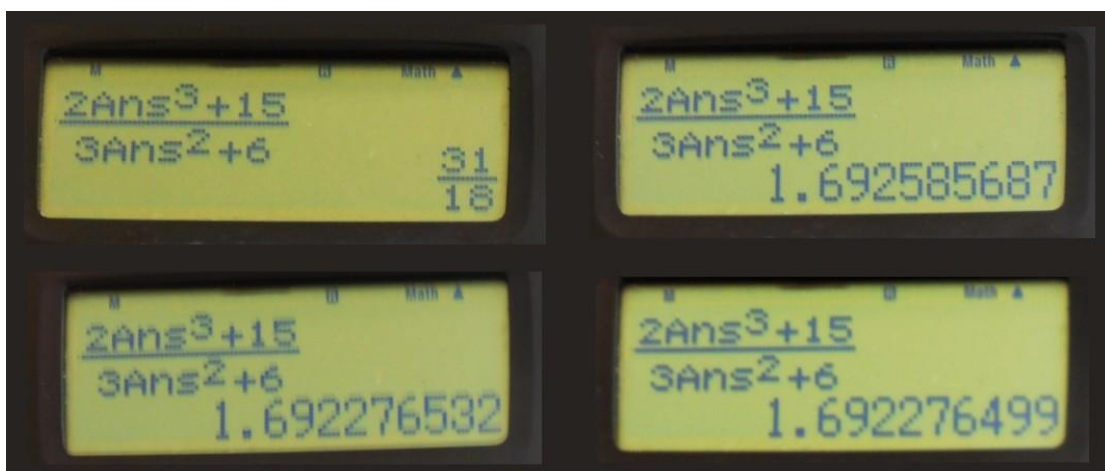 M D Math ▲
2Ans³+15
3Ans²+6
31
18
M D Math ▲
2Ans³+15
3Ans²+6
1.692585687
M D Math ▲
2Ans³+15
3Ans²+6
1.692276532
M D Math ▲
2Ans³+15
3Ans²+6
1.692276499